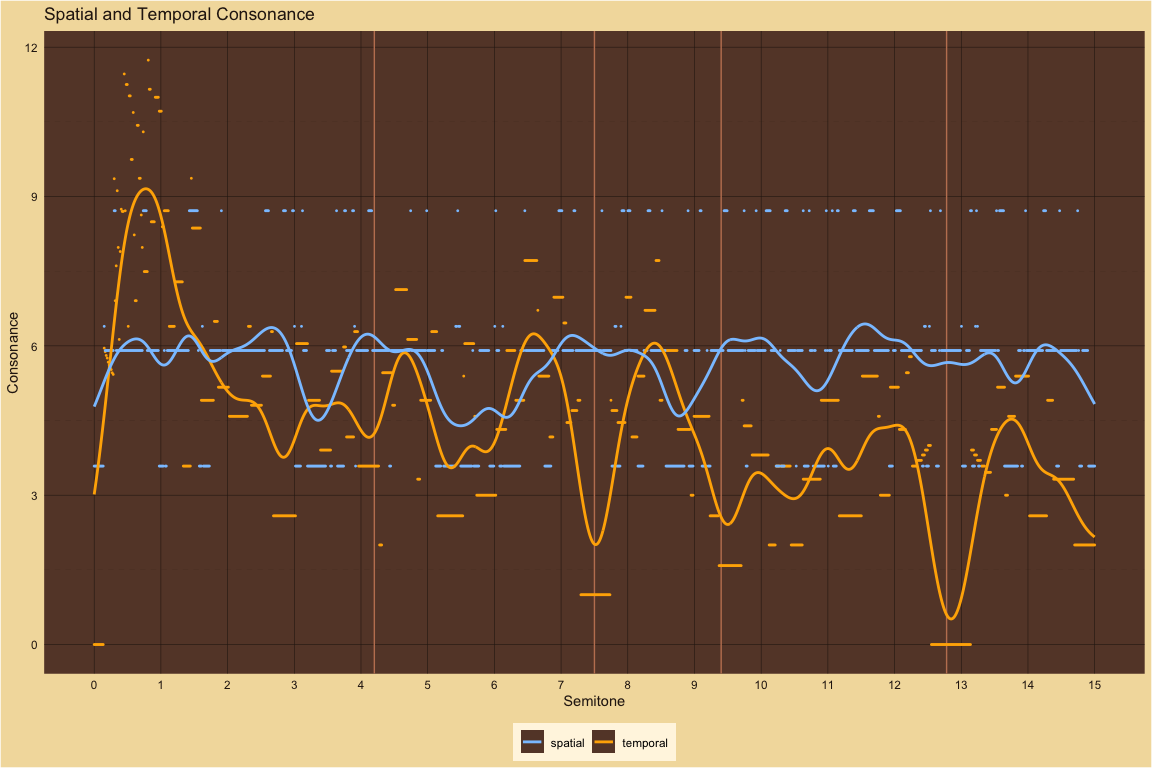 Spatial and Temporal Consonance
Consonance
12
9
6
3
0
0 1 2 3 4 5 6 7 8 9 10 11 12 13 14 15
Semitone
spatial temporal